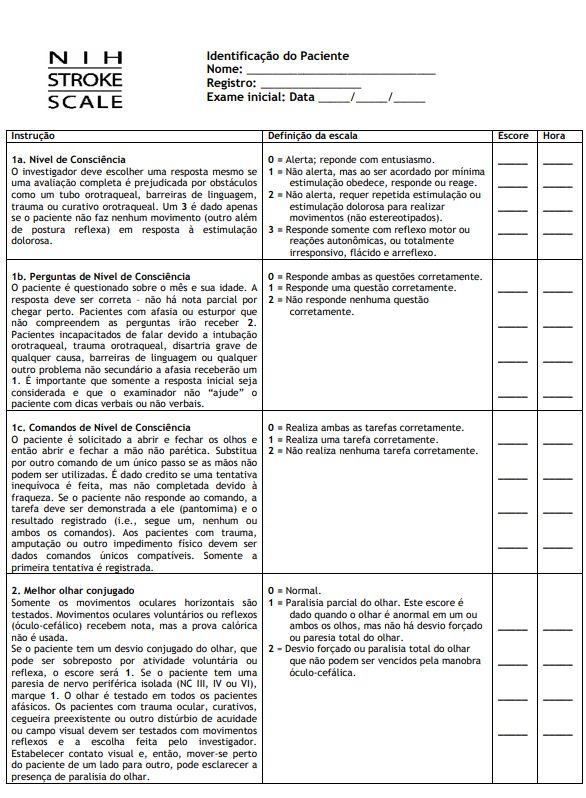 N I H
STROKE
SCALE
Identificação do Paciente
Nome: ______________________________
Registro: ________________
Exame inicial: Data _____/_____/_____
Instrução
Definição da escala
Escore
Hora
1a. Nível de Consciência
O investigador deve escolher uma resposta mesmo se
uma avaliação completa é prejudicada por obstáculos
como um tubo orotraqueal, barreiras de linguagem,
trauma ou curativo orotraqueal. Um 3 é dado apenas
se o paciente não faz nenhum movimento (outro além
de postura reflexa) em resposta à estimulação
dolorosa.
0 = Alerta; reponde com entusiasmo.
1 = Não alerta, mas ao ser acordado por mínima
estimulação obedece, responde ou reage.
2 = Não alerta, requer repetida estimulação ou
estimulação dolorosa para realizar
movimentos (não estereotipados).
3 = Responde somente com reflexo motor ou
reações autonômicas, ou totalmente
irresponsivo, flácido e arreflexo.
1b. Perguntas de Nível de Consciência
O paciente é questionado sobre o mês e sua idade. A
resposta deve ser correta – não há nota parcial por
chegar perto. Pacientes com afasia ou esturpor que
não compreendem as perguntas irão receber 2.
Pacientes incapacitados de falar devido a intubação
orotraqueal, trauma orotraqueal, disartria grave de
qualquer causa, barreiras de linguagem ou qualquer
outro problema não secundário a afasia receberão um
1. É importante que somente a resposta inicial seja
considerada e que o examinador não “ajude” o
paciente com dicas verbais ou não verbais.
0 = Responde ambas as questões corretamente.
1 = Responde uma questão corretamente.
2 = Não responde nenhuma questão
corretamente.
1c. Comandos de Nível de Consciência
O paciente é solicitado a abrir e fechar os olhos e
então abrir e fechar a mão não parética. Substitua
por outro comando de um único passo se as mãos não
podem ser utilizadas. É dado credito se uma tentativa
inequívoca é feita, mas não completada devido à
fraqueza. Se o paciente não responde ao comando, a
tarefa deve ser demonstrada a ele (pantomima) e o
resultado registrado (i.e., segue um, nenhum ou
ambos os comandos). Aos pacientes com trauma,
amputação ou outro impedimento físico devem ser
dados comandos únicos compatíveis. Somente a
primeira tentativa é registrada.
0 = Realiza ambas as tarefas corretamente.
1 = Realiza uma tarefa corretamente.
2 = Não realiza nenhuma tarefa corretamente.
2. Melhor olhar conjugado
Somente os movimentos oculares horizontais são
testados. Movimentos oculares voluntários ou reflexos
(óculo-cefálico) recebem nota, mas a prova calórica
não é usada.
Se o paciente tem um desvio conjugado do olhar, que
pode ser sobreposto por atividade voluntária ou
reflexa, o escore será 1. Se o paciente tem uma
paresia de nervo periférica isolada (NC III, IV ou VI),
marque 1. O olhar é testado em todos os pacientes
afásicos. Os pacientes com trauma ocular, curativos,
cegueira preexistente ou outro distúrbio de acuidade
ou campo visual devem ser testados com movimentos
reflexos e a escolha feita pelo investigador.
Estabelecer contato visual e, então, mover-se perto
do paciente de um lado para outro, pode esclarecer a
presença de paralisia do olhar.
0 = Normal.
1 = Paralisia parcial do olhar. Este escore é
dado quando o olhar é anormal em um ou
ambos os olhos, mas não há desvio forçado
ou paresia total do olhar.
2 = Desvio forçado ou paralisia total do olhar
que não podem ser vencidos pela manobra
óculo-cefálica.